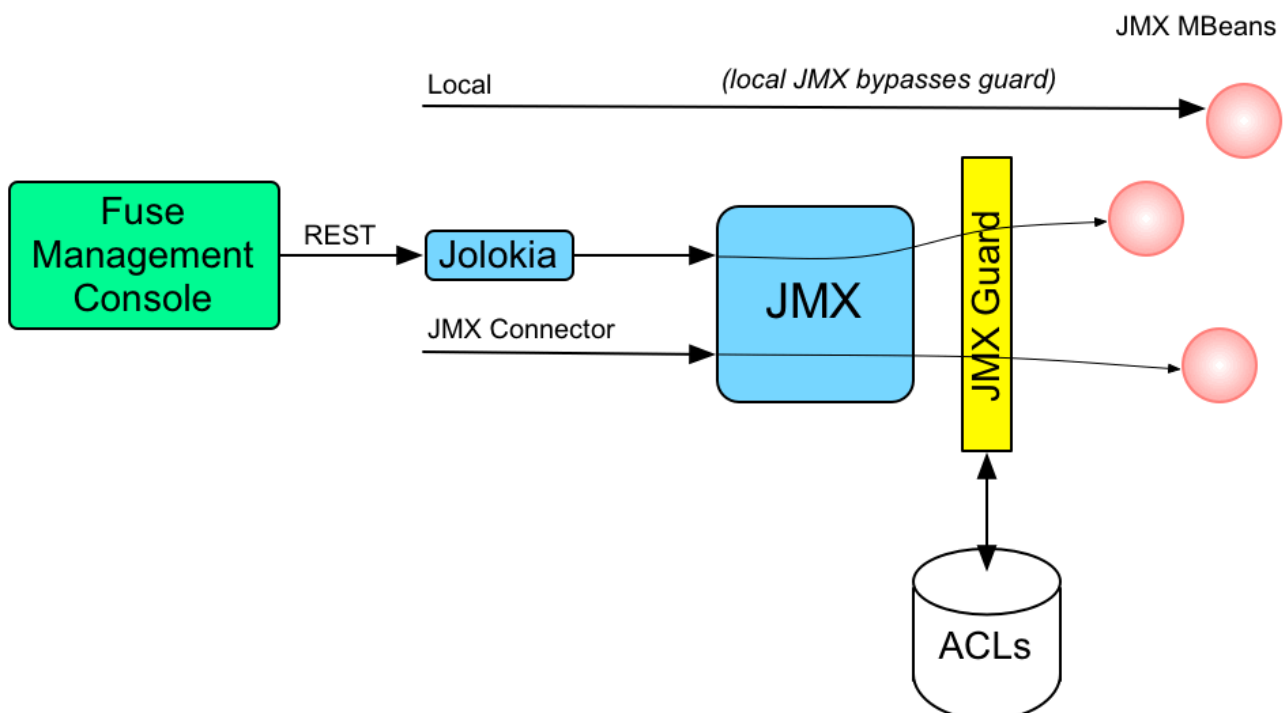 JMX MBeans
Local
(local JMX bypasses guard)
Fuse
Management
Console
REST
Jolokia
JMX Connector
JMX
JMX Guard
ACLs